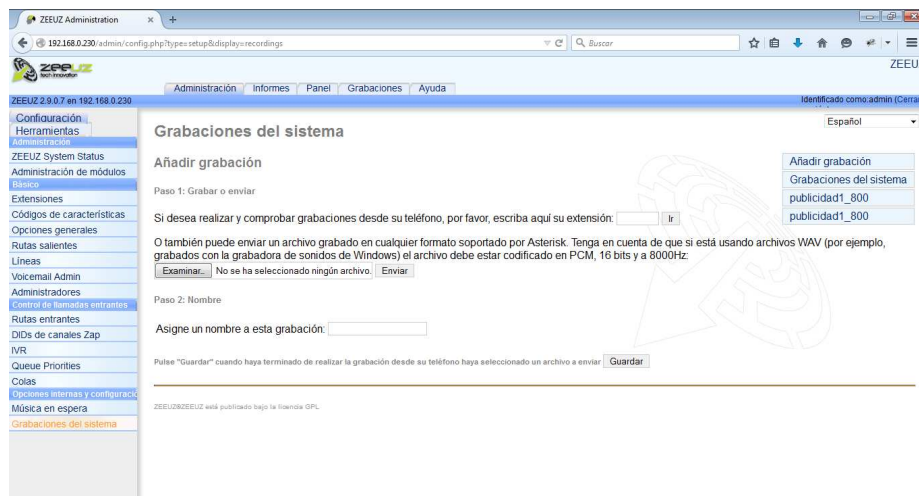 ZEEUZ Administration
192.168.0.230/admin/config.php?type=setup&display=recordings
Buscar
zeeuz
tech innovation
ZEEU
Administración
Informes
Panel
Grabaciones
Ayuda
ZEEUZ 2.9.0.7 en 192.168.0.230
Identificado como:admin (Cerra
Español
Configuración
Herramientas
Administración
ZEEUZ System Status
Administración de módulos
Básico
Extensiones
Códigos de características
Opciones generales
Rutas salientes
Líneas
Voicemail Admin
Administradores
Control de llamadas entrantes
Rutas entrantes
DIDs de canales Zap
IVR
Queue Priorities
Colas
Opciones internas y configuració
Música en espera
Grabaciones del sistema
Grabaciones del sistema
Añadir grabación
Paso 1: Grabar o enviar
Si desea realizar y comprobar grabaciones desde su teléfono, por favor, escriba aquí su extensión:
Ir
O también puede enviar un archivo grabado en cualquier formato soportado por Asterisk. Tenga en cuenta de que si está usando archivos WAV (por ejemplo,
grabados con la grabadora de sonidos de Windows) el archivo debe estar codificado en PCM, 16 bits y a 8000Hz:
Examinar.. No se ha seleccionado ningún archivo. Enviar
Paso 2: Nombre
Asigne un nombre a esta grabación:
Pulse "Guardar" cuando haya terminado de realizar la grabación desde su teléfono haya seleccionado un archivo a enviar Guardar
ZEEUZ®ZEEUZ está publicado bajo la licencia GPL
Añadir grabación
Grabaciones del sistema
publicidad1_800
publicidad1_800